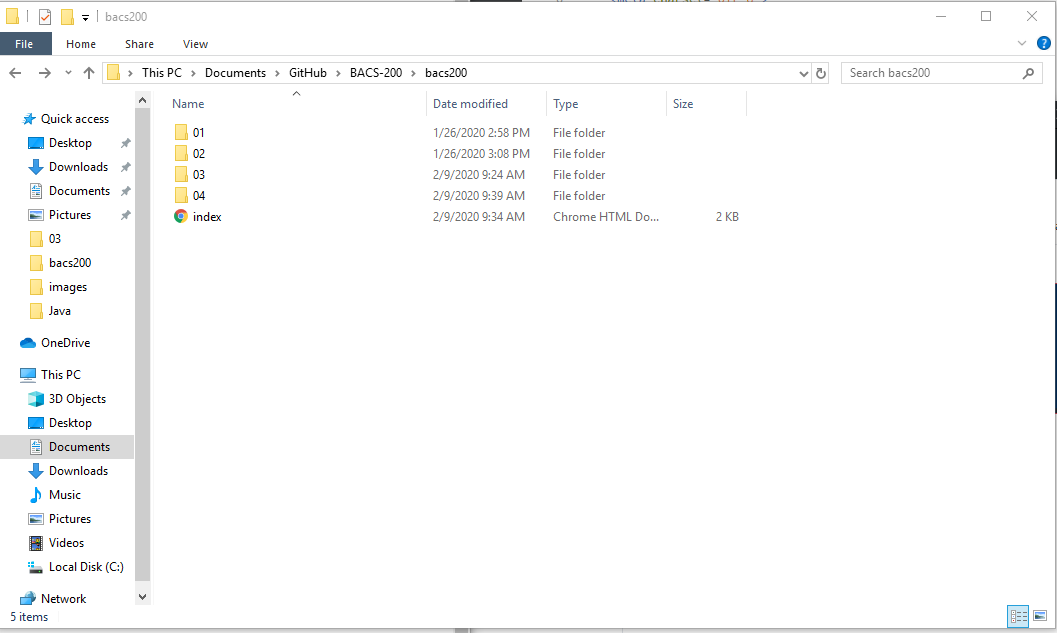 bacs200
File Home Share View
This PC > Documents > GitHub > BACS-200 > bacs200
Search bacs200
Name Date modified Type Size
01 1/26/2020 2:58 PM File folder
02 1/26/2020 3:08 PM File folder
03 2/9/2020 9:24 AM File folder
04 2/9/2020 9:39 AM File folder
index 2/9/2020 9:34 AM Chrome HTML Do... 2 KB
Quick access
Desktop
Downloads
Documents
Pictures
03
bacs200
images
Java
OneDrive
This PC
3D Objects
Desktop
Documents
Downloads
Music
Pictures
Videos
Local Disk (C:)
Network
5 items